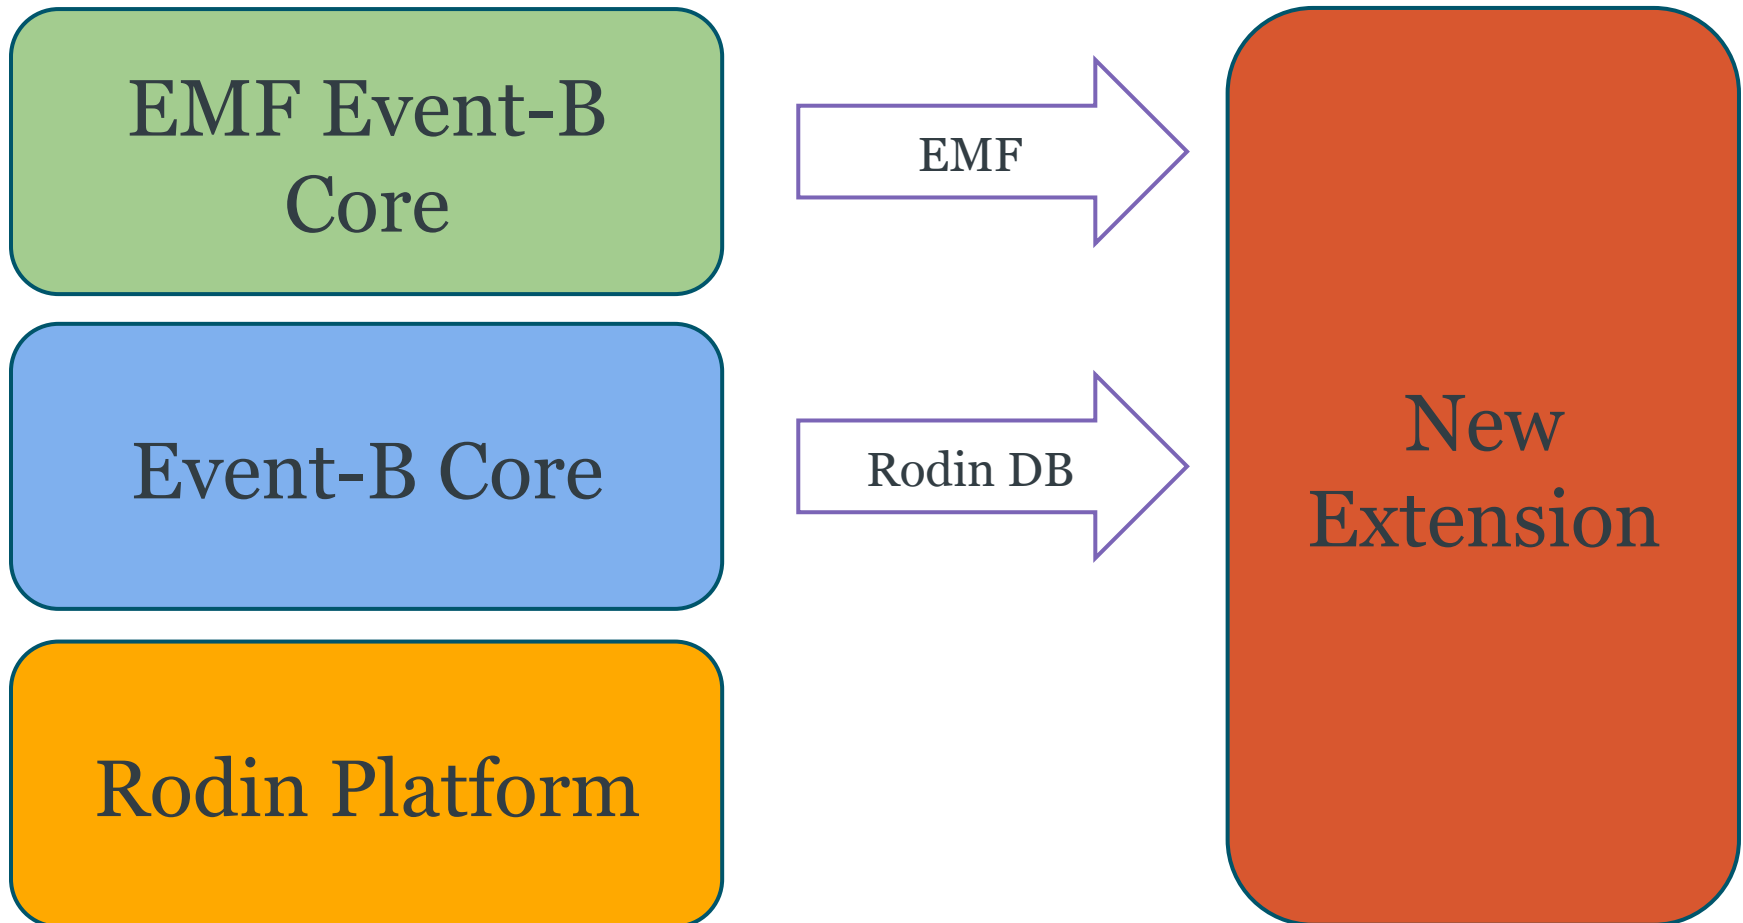 EMF Event-B
Core
EMF
Event-B Core
Rodin DB
Rodin Platform
New
Extension